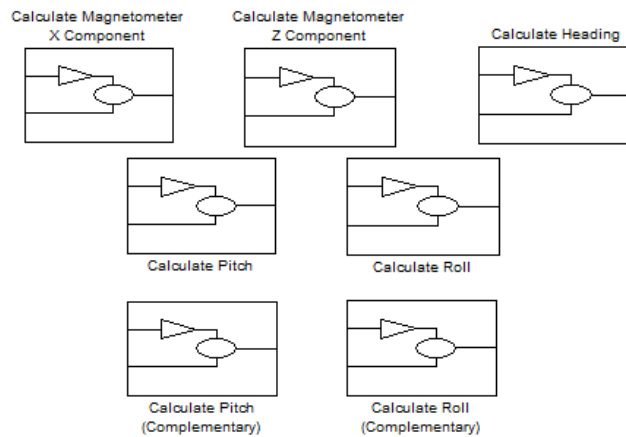 Calculate Magnetometer
X Component
Calculate Magnetometer
Z Component
Calculate Heading
Calculate Pitch
Calculate Roll
Calculate Pitch
(Complementary)
Calculate Roll
(Complementary)